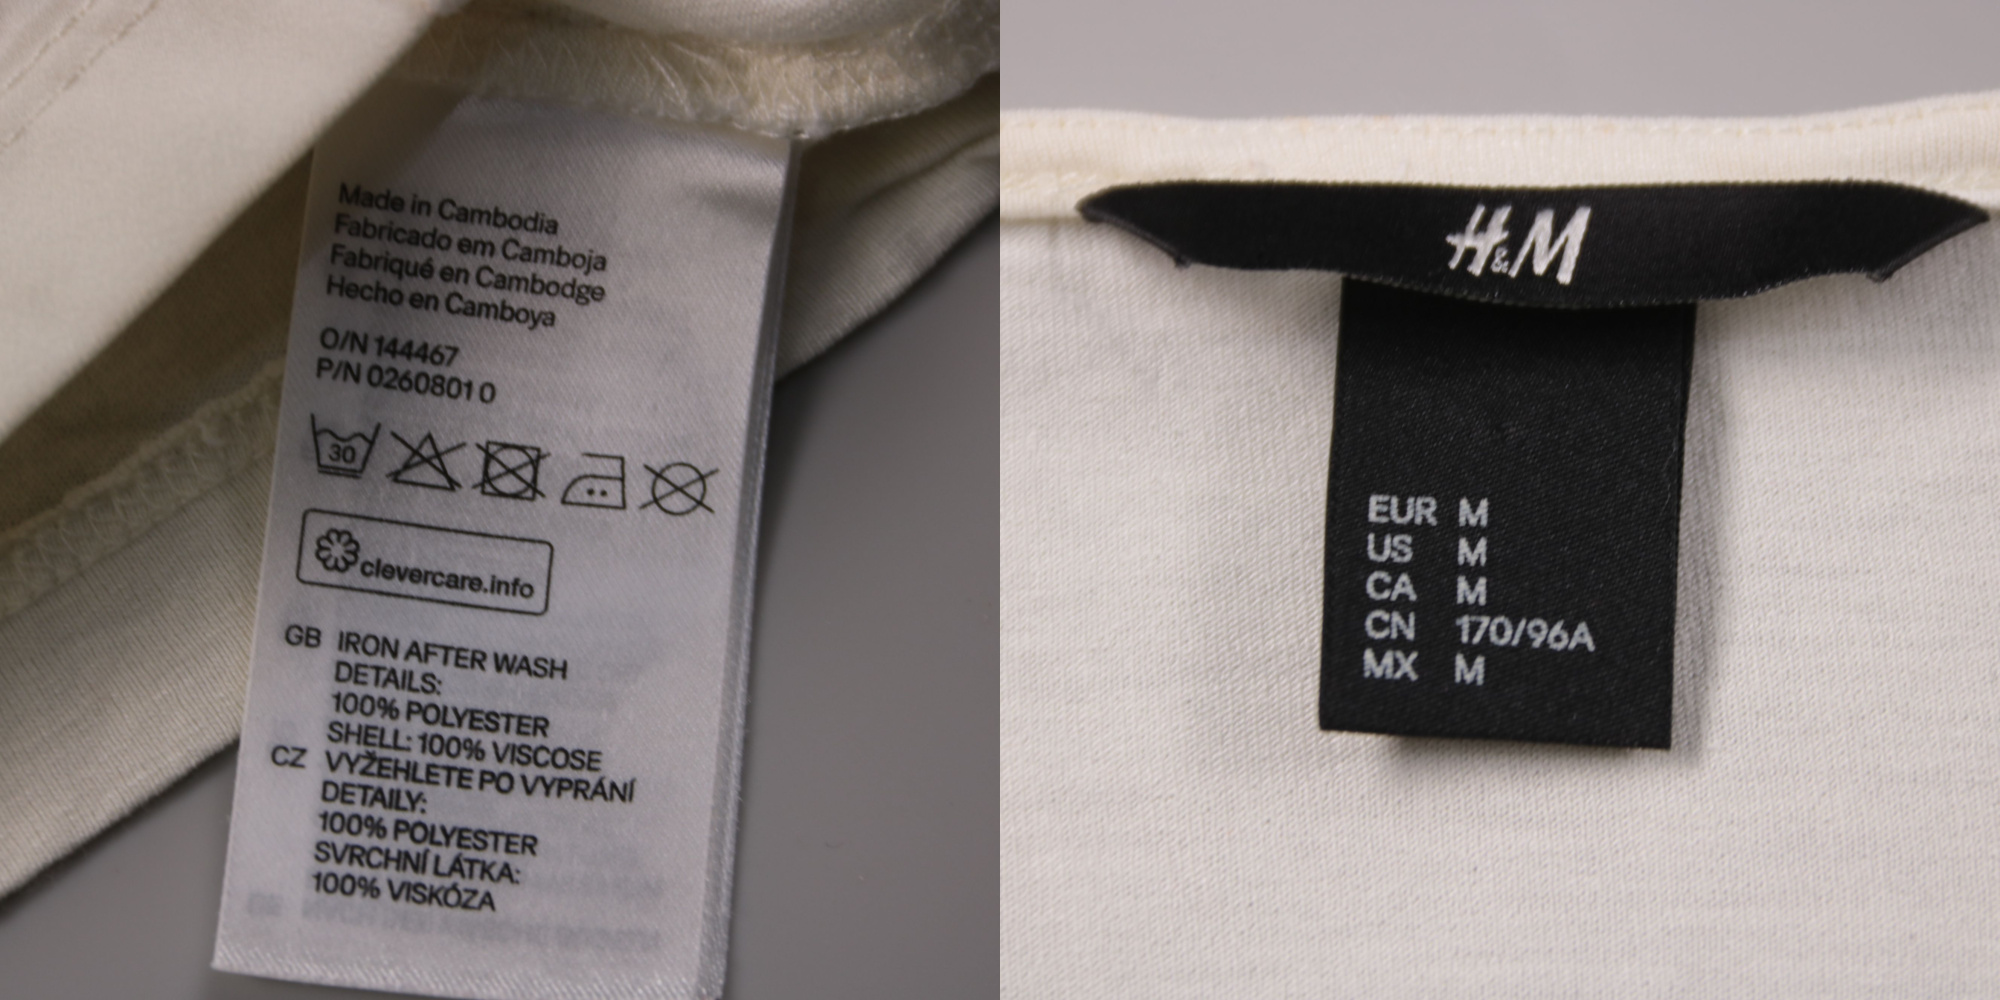 Made in Cambodia
Fabricado em Camboja
Fabriqué en Cambodge
Hecho en Camboya
O/N 144467
P/N 0260801 0
30
clevercare.info
GB IRON AFTER WASH
DETAILS:
100% POLYESTER
SHELL: 100% VISCOSE
CZ VYŽEHLETE PO VYPRÁNÍ
DETAILY:
100% POLYESTER
SVRCHNÍ LÁTKA:
100% VISKÓZA
H&M
EUR M
US M
CA M
CN 170/96A
MX M